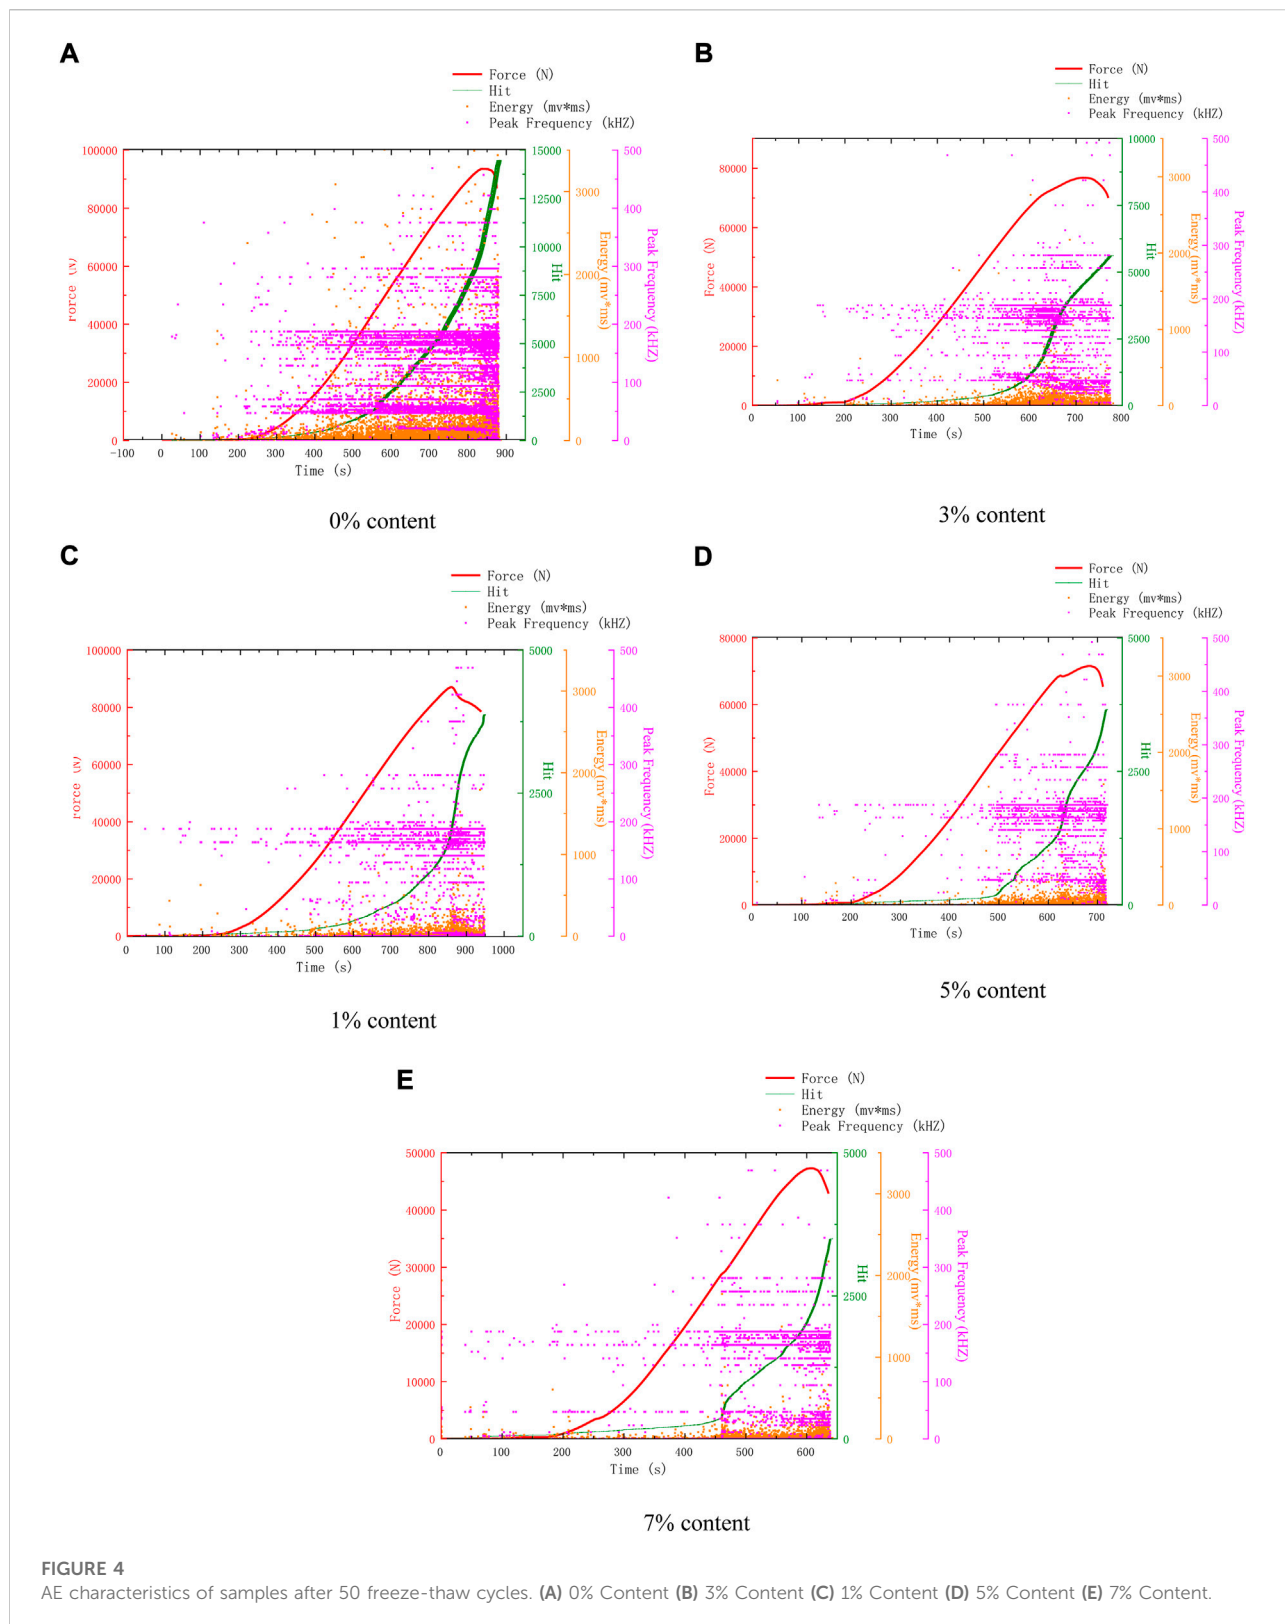 A
Force (N)
Hit
Energy (mv*ms)
Peak Frequency (kHZ)
100000
80000
60000
40000
20000
0
Force (N)
-100 0 100 200 300 400 500 600 700 800 900
Time (s)
15000
12500
10000
7500
5000
2500
0
Hit
3000
2000
1000
0
Energy (mv*ms)
500
400
300
200
100
0
Peak Frequency (kHZ)
0% content
B
Force (N)
Hit
Energy (mv*ms)
Peak Frequency (kHZ)
80000
60000
40000
20000
0
Force (N)
0 100 200 300 400 500 600 700 800
Time (s)
10000
7500
5000
2500
0
Hit
3000
2000
1000
0
Energy (mv*ms)
500
400
300
200
100
0
Peak Frequency (kHZ)
3% content
C
Force (N)
Hit
Energy (mv*ms)
Peak Frequency (kHZ)
100000
80000
60000
40000
20000
0
Force (N)
0 100 200 300 400 500 600 700 800 900 1000
Time (s)
5000
2500
0
Hit
3000
2000
1000
0
Energy (mv*ms)
500
400
300
200
100
0
Peak Frequency (kHZ)
1% content
D
Force (N)
Hit
Energy (mv*ms)
Peak Frequency (kHZ)
80000
70000
60000
50000
40000
30000
20000
10000
0
Force (N)
0 100 200 300 400 500 600 700
Time (s)
5000
2500
0
Hit
3000
2000
1000
0
Energy (mv*ms)
500
400
300
200
100
0
Peak Frequency (kHZ)
5% content
E
Force (N)
Hit
Energy (mv*ms)
Peak Frequency (kHZ)
50000
40000
30000
20000
10000
0
Force (N)
0 100 200 300 400 500 600
Time (s)
5000
2500
0
Hit
3000
2000
1000
0
Energy (mv*ms)
500
400
300
200
100
0
Peak Frequency (kHZ)
7% content
FIGURE 4
AE characteristics of samples after 50 freeze-thaw cycles. (A) 0% Content (B) 3% Content (C) 1% Content (D) 5% Content (E) 7% Content.